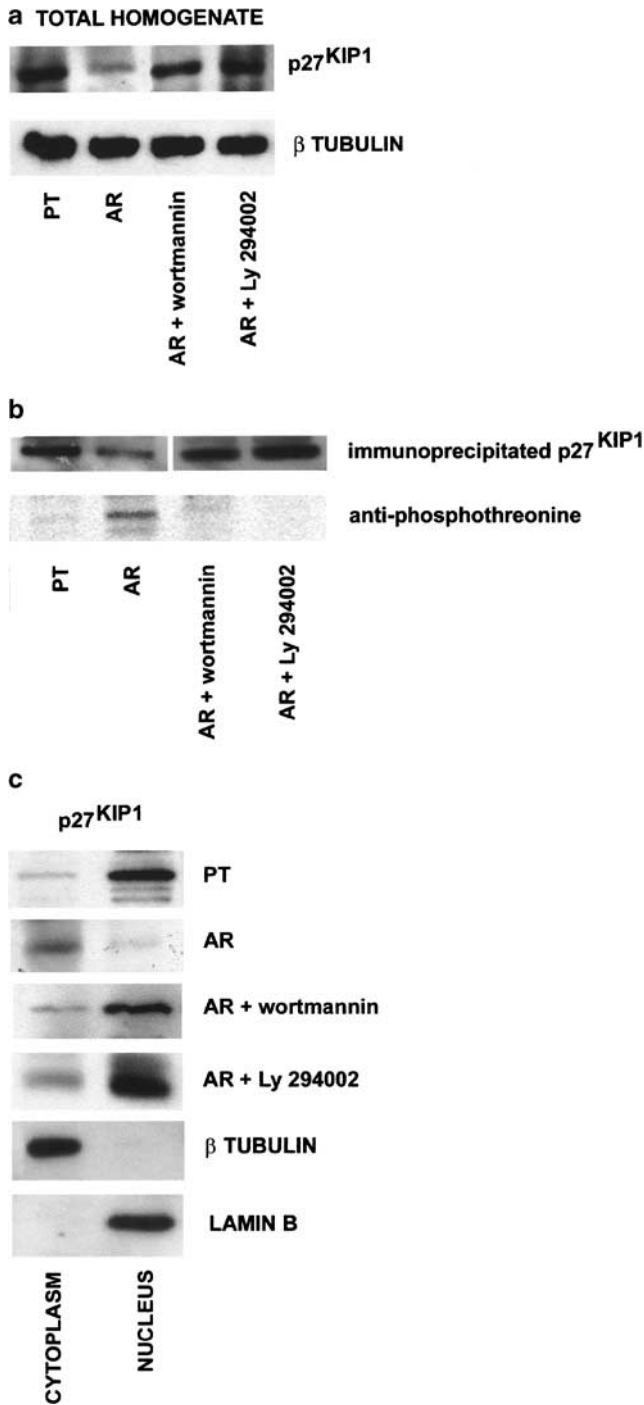 a TOTAL HOMOGENATE
p27KIP1
β TUBULIN
PT
AR
AR + wortmannin
AR + Ly 294002
b
immunoprecipitated p27KIP1
anti-phosphothreonine
PT
AR
AR + wortmannin
AR + Ly 294002
c
p27KIP1
PT
AR
AR + wortmannin
AR + Ly 294002
β TUBULIN
LAMIN B
CYTOPLASM
NUCLEUS